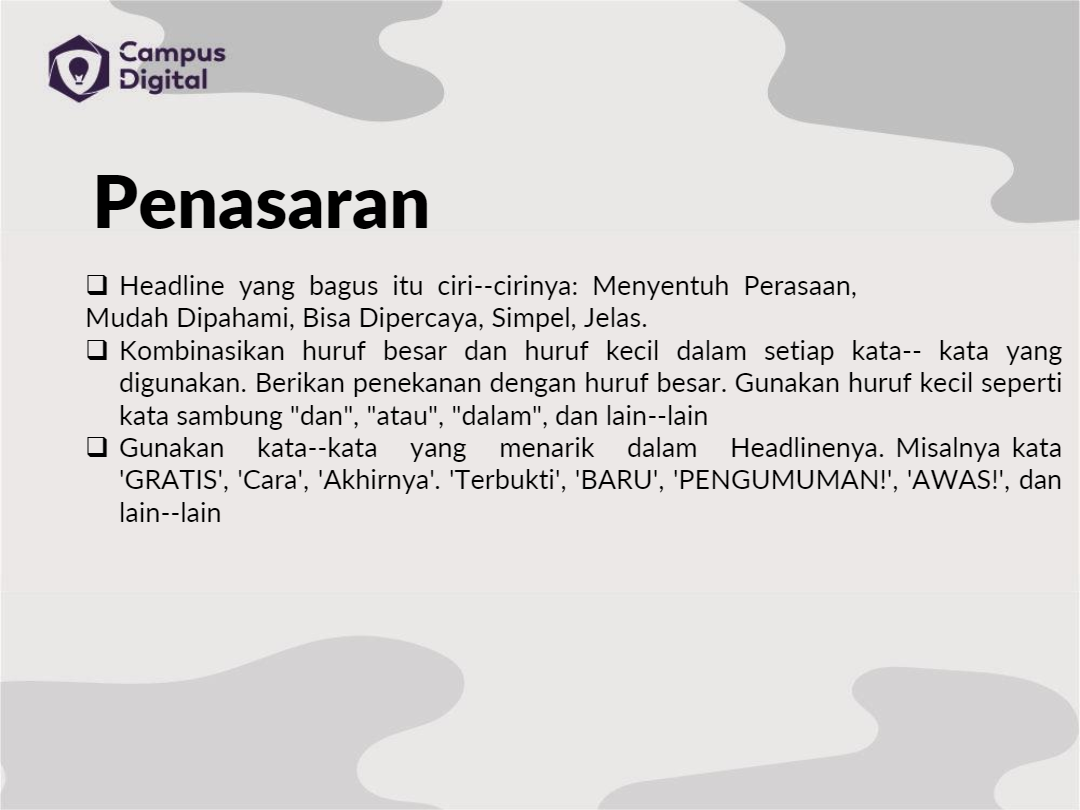 Campus
Digital
Penasaran
❑ Headline yang bagus itu ciri--cirinya: Menyentuh Perasaan,
Mudah Dipahami, Bisa Dipercaya, Simpel, Jelas.
❑ Kombinasikan huruf besar dan huruf kecil dalam setiap kata-- kata yang
digunakan. Berikan penekanan dengan huruf besar. Gunakan huruf kecil seperti
kata sambung "dan", "atau", "dalam", dan lain--lain
❑ Gunakan kata--kata yang menarik dalam Headlinenya. Misalnya kata
'GRATIS', 'Cara', 'Akhirnya'. 'Terbukti', 'BARU', 'PENGUMUMAN!', 'AWAS!', dan
lain--lain